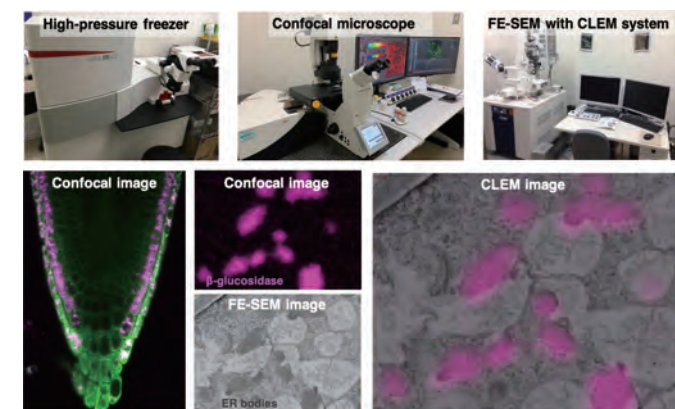 High-pressure freezer
Confocal microscope
FE-SEM with CLEM system
Confocal image
Confocal image
β-glucosidase
FE-SEM image
ER bodies
CLEM image